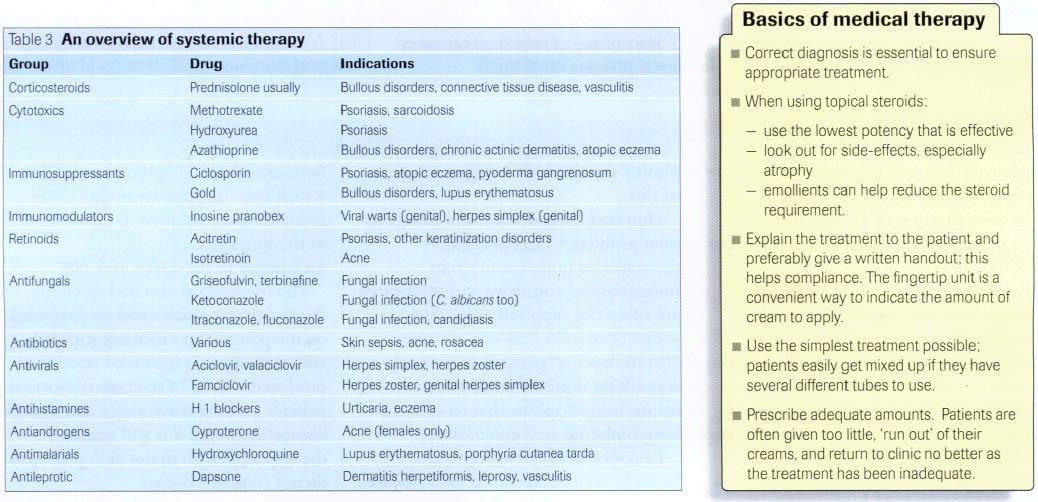 Table 3 An overview of systemic therapy
Group Drug Indications
Corticosteroids Prednisolone usually Bullous disorders, connective tissue disease, vasculitis
Cytotoxics Methotrexate Psoriasis, sarcoidosis
Hydroxyurea Psoriasis
Azathioprine Bullous disorders, chronic actinic dermatitis, atopic eczema
Immunosuppressants Ciclosporin Psoriasis, atopic eczema, pyoderma gangrenosum
Gold Bullous disorders, lupus erythematosus
Immunomodulators Inosine pranobex Viral warts (genital), herpes simplex (genital)
Retinoids Acitretin Psoriasis, other keratinization disorders
Isotretinoin Acne
Antifungals Griseofulvin, terbinafine Fungal infection
Ketoconazole Fungal infection (C. albicans too)
Itraconazole, fluconazole Fungal infection, candidiasis
Antibiotics Various Skin sepsis, acne, rosacea
Antivirals Aciclovir, valaciclovir Herpes simplex, herpes zoster
Famciclovir Herpes zoster, genital herpes simplex
Antihistamines H 1 blockers Urticaria, eczema
Antiandrogens Cyproterone Acne (females only)
Antimalarials Hydroxychloroquine Lupus erythematosus, porphyria cutanea tarda
Antileprotic Dapsone Dermatitis herpetiformis, leprosy, vasculitis
Basics of medical therapy
■ Correct diagnosis is essential to ensure
appropriate treatment.
■ When using topical steroids:
– use the lowest potency that is effective
– look out for side-effects, especially
atrophy
– emollients can help reduce the steroid
requirement.
■ Explain the treatment to the patient and
preferably give a written handout; this
helps compliance. The fingertip unit is a
convenient way to indicate the amount of
cream to apply.
■ Use the simplest treatment possible;
patients easily get mixed up if they have
several different tubes to use.
■ Prescribe adequate amounts. Patients are
often given too little, 'run out' of their
creams, and return to clinic no better as
the treatment has been inadequate.